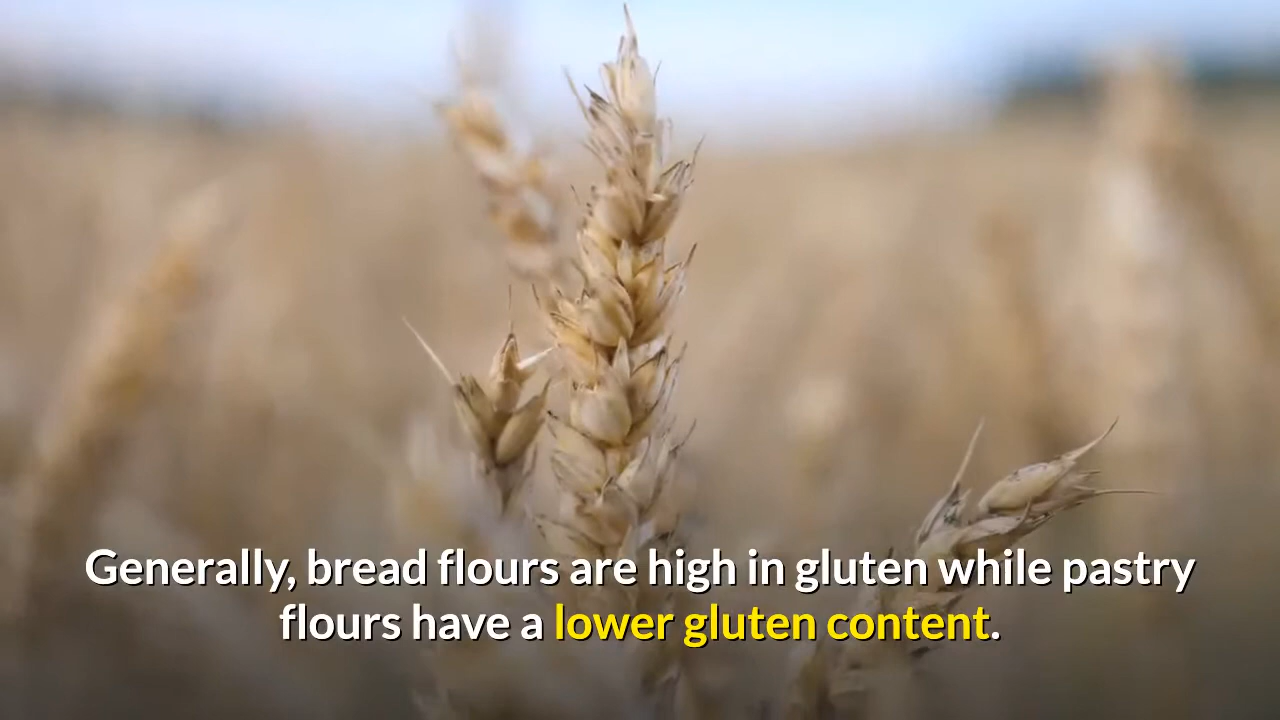 Generally, bread flours are high in gluten while pastry
flours have a lower gluten content.